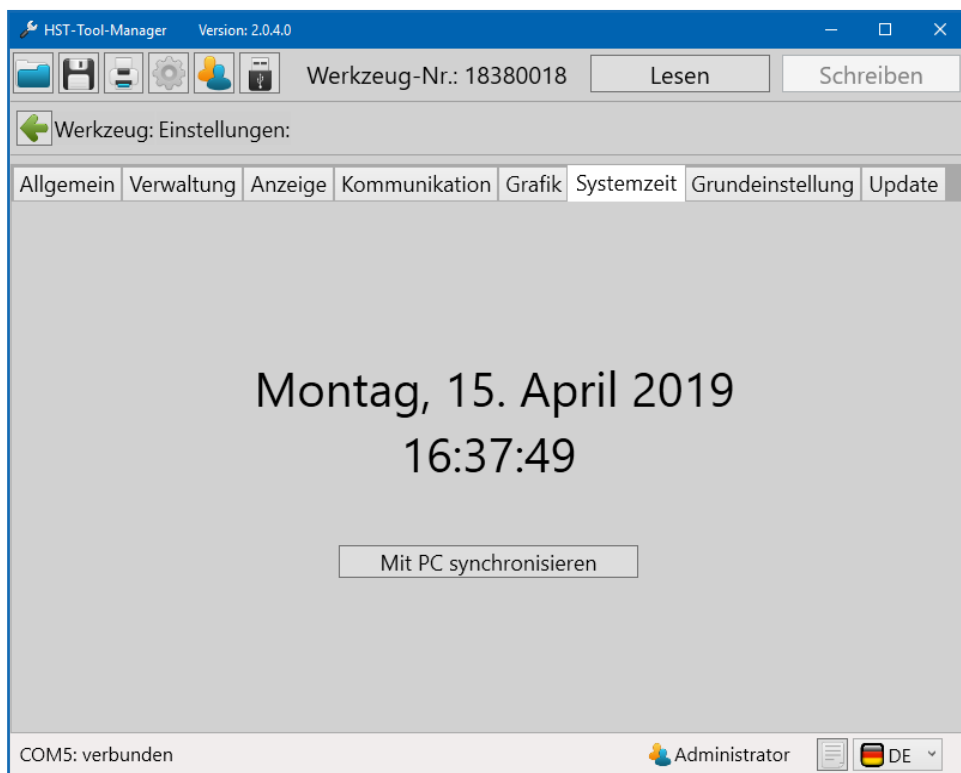 HST-Tool-Manager Version: 2.0.4.0
Werkzeug-Nr.: 18380018 Lesen Schreiben
Werkzeug: Einstellungen:
Allgemein Verwaltung Anzeige Kommunikation Grafik Systemzeit Grundeinstellung Update
Montag, 15. April 2019
16:37:49
Mit PC synchronisieren
COM5: verbunden Administrator DE